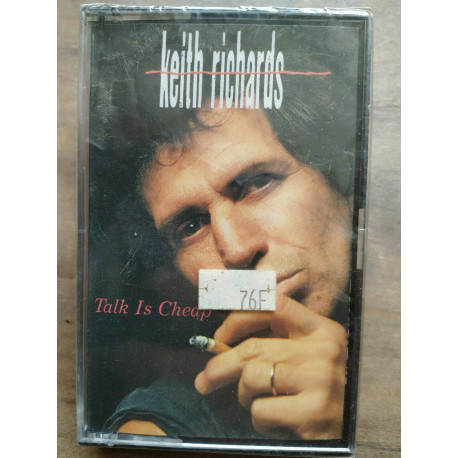 keith richards
Talk Is Cheap
76F